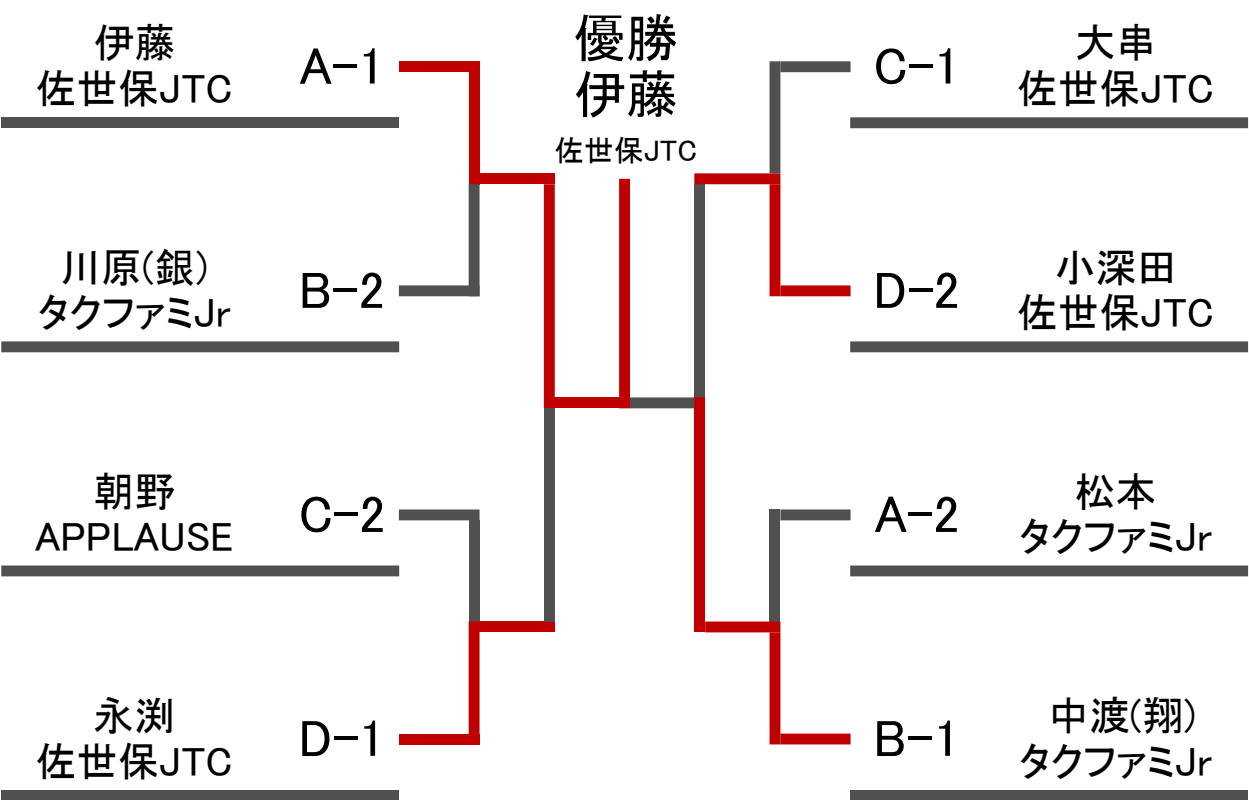 優勝
伊藤
佐世保JTC
伊藤
佐世保JTC
A-1
川原(銀)
タクファミJr
B-2
朝野
APPLAUSE
C-2
永渕
佐世保JTC
D-1
C-1
大串
佐世保JTC
D-2
小深田
佐世保JTC
A-2
松本
タクファミJr
B-1
中渡(翔)
タクファミJr